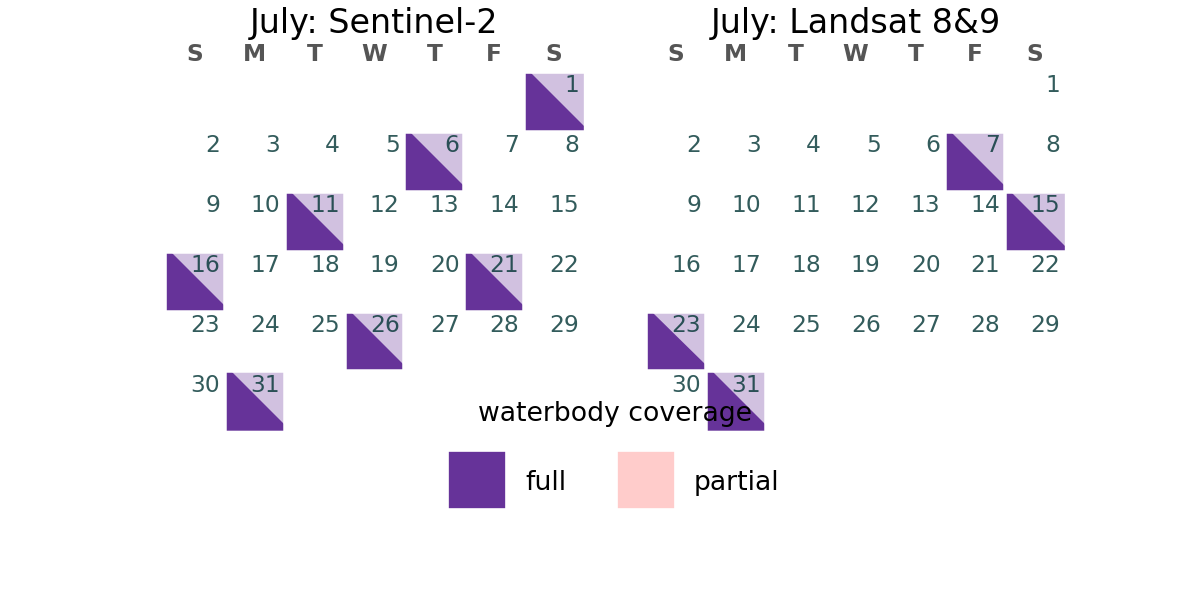 July: Sentinel-2
S M T W T F S
1
2 3 4 5 6 7 8
9 10 11 12 13 14 15
16 17 18 19 20 21 22
23 24 25 26 27 28 29
30 31
July: Landsat 8&9
S M T W T F S
1
2 3 4 5 6 7 8
9 10 11 12 13 14 15
16 17 18 19 20 21 22
23 24 25 26 27 28 29
30 31
waterbody coverage
full partial